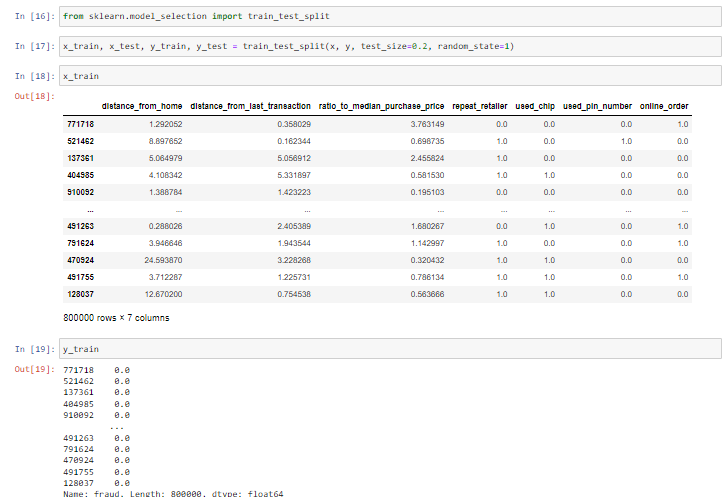 In [16]: from sklearn.model_selection import train_test_split
In [17]: x_train, x_test, y_train, y_test = train_test_split(x, y, test_size=0.2, random_state=1)
In [18]: x_train
Out[18]:
distance_from_home distance_from_last_transaction ratio_to_median_purchase_price repeat_retailer used_chip used_pin_number online_order
771718 1.292052 0.358029 3.763149 0.0 0.0 0.0 1.0
521462 8.897652 0.162344 0.698735 1.0 0.0 1.0 0.0
137361 5.064979 5.056912 2.455824 1.0 0.0 0.0 1.0
404985 4.108342 5.331897 0.581530 1.0 1.0 0.0 0.0
910092 1.388784 1.423223 0.195103 0.0 0.0 0.0 0.0
... ... ... ... ... ... ... ...
491263 0.288026 2.405389 1.680267 0.0 1.0 0.0 1.0
791624 3.946646 1.943544 1.142997 1.0 0.0 0.0 1.0
470924 24.593870 3.228268 0.320432 1.0 1.0 0.0 0.0
491755 3.712287 1.225731 0.786134 1.0 1.0 0.0 1.0
128037 12.670200 0.754538 0.563666 1.0 1.0 0.0 0.0
800000 rows × 7 columns
In [19]: y_train
Out[19]: 771718 0.0
521462 0.0
137361 0.0
404985 0.0
910092 0.0
...
491263 0.0
791624 0.0
470924 0.0
491755 0.0
128037 0.0
Name: fraud, Length: 800000, dtype: float64